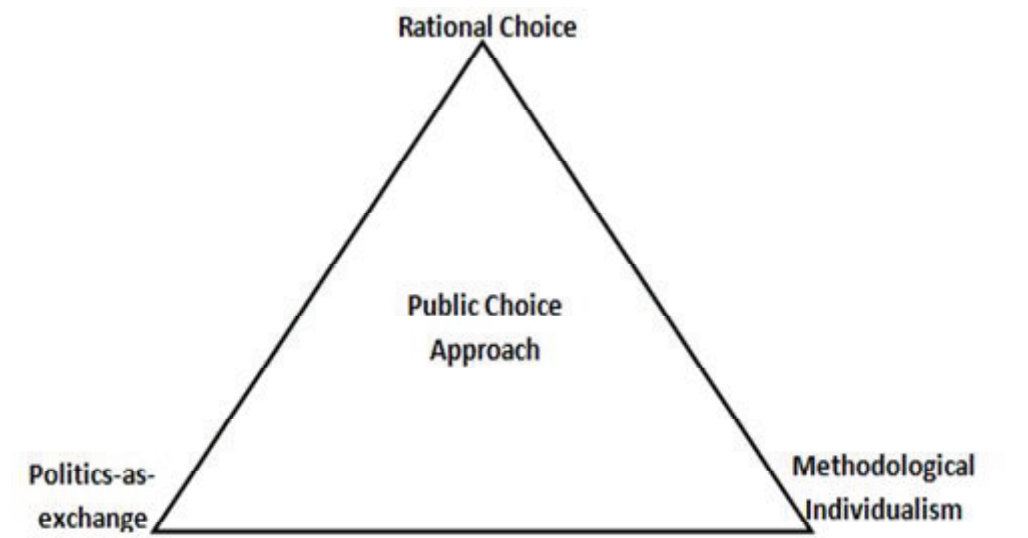 Rational Choice
Public Choice
Approach
Politics-as-
exchange
Methodological
Individualism